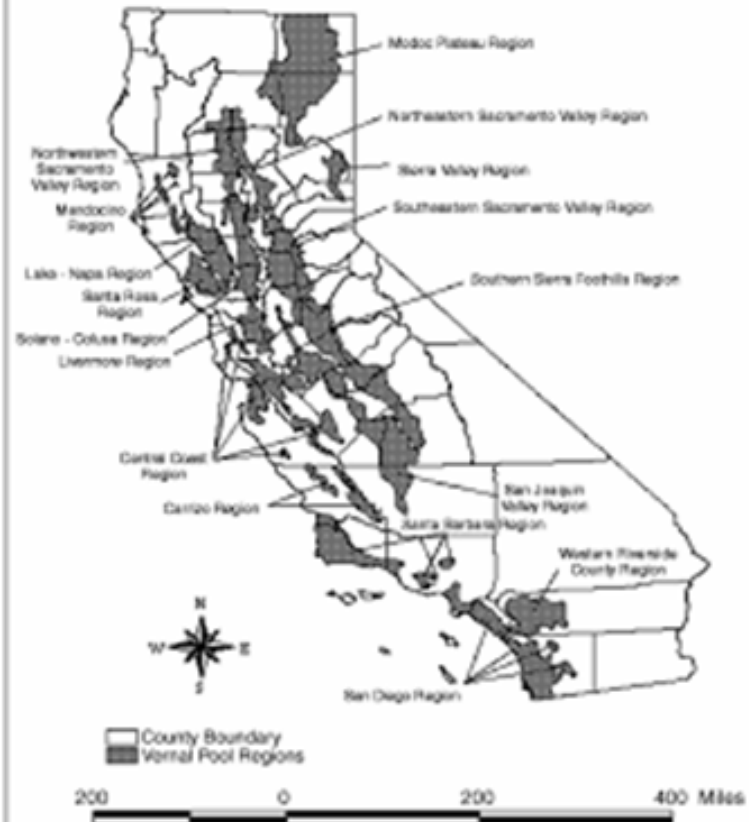 Modoc Plateau Region
Northeastern Sacramento Valley Region
Northwestern
Sacramento
Valley Region
Sierra Valley Region
Mendocino
Region
Southeastern Sacramento Valley Region
Lake - Napa Region
Santa Rosa
Region
Southern Sierra Foothills Region
Solano - Colusa Region
Livermore Region
Central Coast
Region
San Joaquin
Valley Region
Carrizo Region
Santa Barbara Region
Western Riverside
County Region
N
W
E
S
San Diego Region
County Boundary
Vernal Pool Regions
200
0
200
400 Miles